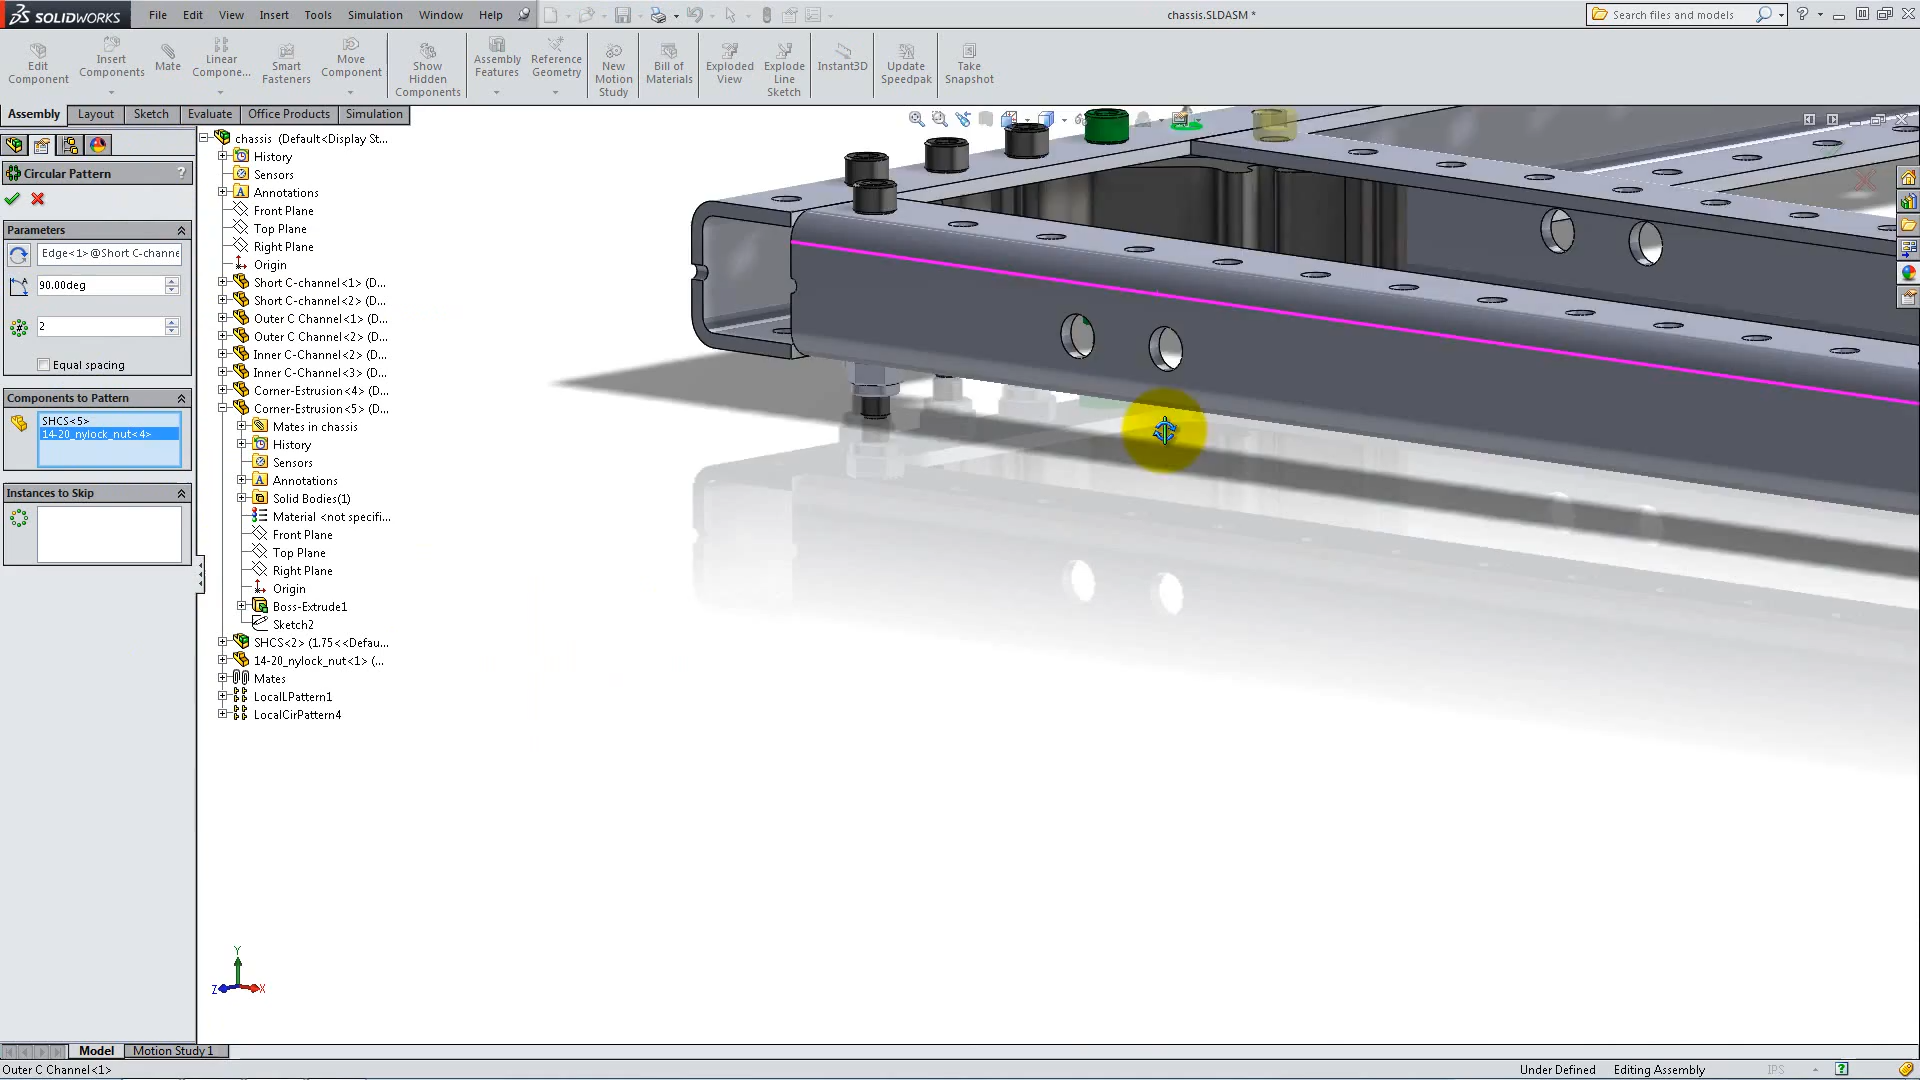 SOLIDWORKS File Edit View Insert Tools Simulation Window Help chassis.SLDASM * Search files and models
Edit Component
Insert Components
Mate
Linear Compone...
Smart Fasteners
Move Component
Show Hidden Components
Assembly Features
Reference Geometry
New Motion Study
Bill of Materials
Exploded View
Explode Line Sketch
Instant3D
Update Speedpak
Take Snapshot
Assembly Layout Sketch Evaluate Office Products Simulation
Circular Pattern ?
Parameters
Edge<1>@Short C-channe
90.00deg
2
Equal spacing
Components to Pattern
SHCS<5>
14-20_nylock_nut<4>
Instances to Skip
chassis (Default<Display St...
History
Sensors
Annotations
Front Plane
Top Plane
Right Plane
Origin
Short C-channel<1> (D...
Short C-channel<2> (D...
Outer C Channel<1> (D...
Outer C Channel<2> (D...
Inner C-Channel<2> (D...
Inner C-Channel<3> (D...
Corner-Extrusion<4> (D...
Corner-Extrusion<5> (D...
Mates in chassis
History
Sensors
Annotations
Solid Bodies(1)
Material <not specifi...
Front Plane
Top Plane
Right Plane
Origin
Boss-Extrude1
Sketch2
SHCS<2> (1.75<<Defau...
14-20_nylock_nut<1> (...
Mates
LocalLPattern1
LocalCirPattern4
Y
Z X
Model Motion Study 1
Outer C Channel<1> Under Defined Editing Assembly IPS